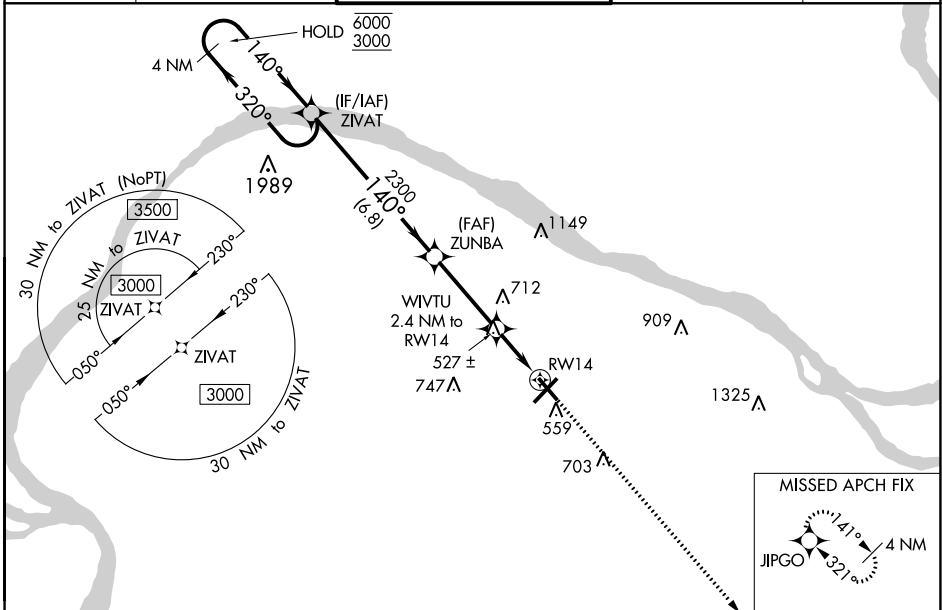 HOLD 6000
3000
4 NM
140°
320°
(IF/IAF)
ZIVAT
1989
2300
140°
(6.8)
(FAF)
ZUNBA
1149
30 NM to ZIVAT (NoPT)
3500
25 NM to ZIVAT
3000
230°
ZIVAT
050°
230°
ZIVAT
050°
3000
30 NM to ZIVAT
712
WIVTU
2.4 NM to
RW14
527 ±
747
909
RW14
1325
559
703
MISSED APCH FIX
141°
4 NM
JIPGO
321°